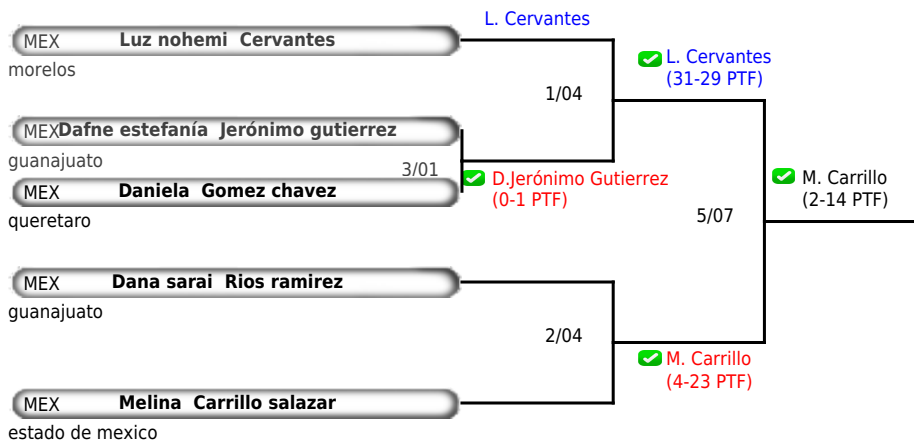 L. Cervantes
MEX Luz nohemi Cervantes
morelos
L. Cervantes
(31-29 PTF)
1/04
MEX Dafne estefanía Jerónimo gutierrez
guanajuato
3/01
D.Jerónimo Gutierrez
(0-1 PTF)
MEX Daniela Gomez chavez
queretaro
M. Carrillo
(2-14 PTF)
5/07
MEX Dana sarai Rios ramirez
guanajuato
2/04
M. Carrillo
(4-23 PTF)
MEX Melina Carrillo salazar
estado de mexico